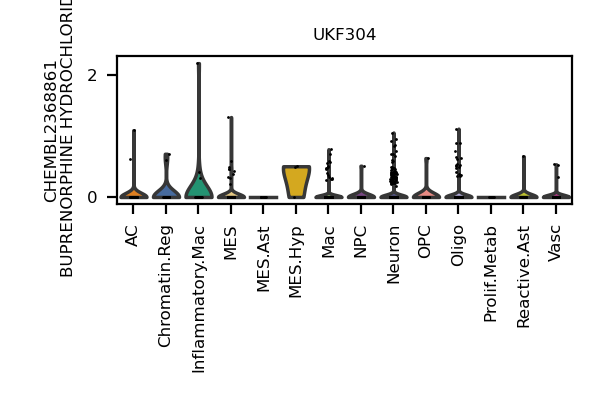 UKF304
CHEMBL2368861
BUPRENORPHINE HYDROCHLORID
2
0
AC
Chromatin.Reg
Inflammatory.Mac
MES
MES.Ast
MES.Hyp
Mac
NPC
Neuron
OPC
Oligo
Prolif.Metab
Reactive.Ast
Vasc